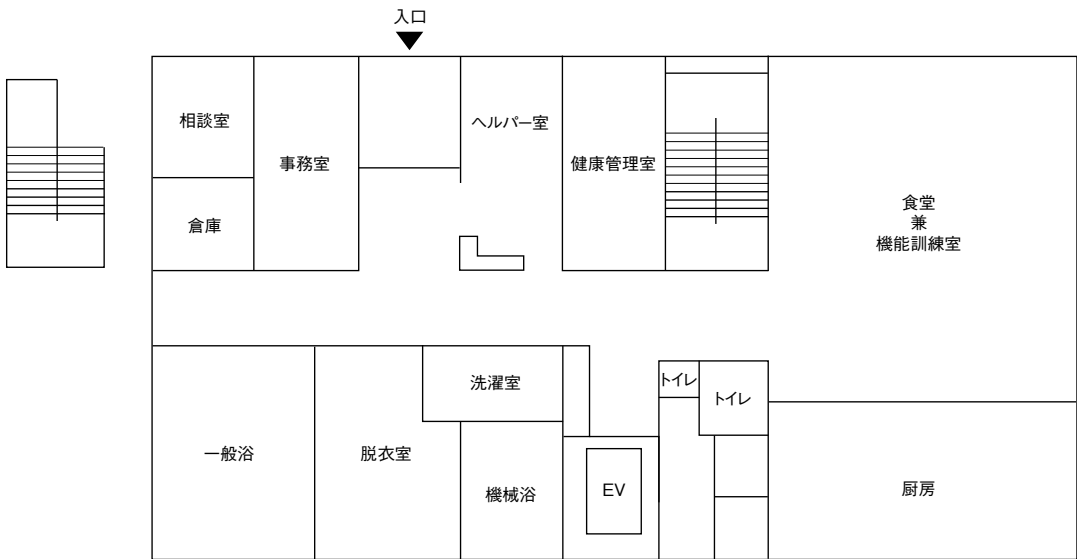 入口
相談室
事務室
ヘルパー室
健康管理室
倉庫
食堂
兼
機能訓練室
洗濯室
トイレ
トイレ
一般浴
脱衣室
機械浴
EV
厨房